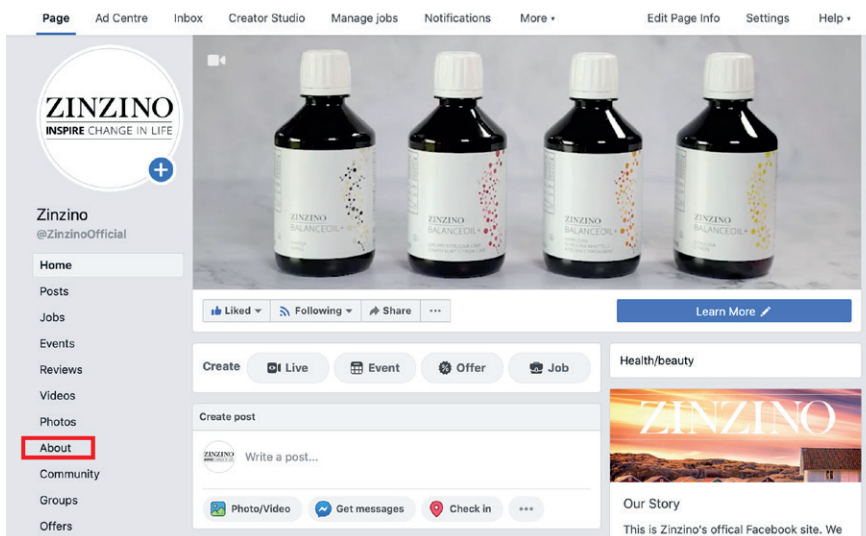 Page Ad Centre Inbox Creator Studio Manage jobs Notifications More Edit Page Info Settings Help
ZINZINO
INSPIRE CHANGE IN LIFE
Zinzino
@ZinzinoOfficial
Home
Posts
Jobs
Events
Reviews
Videos
Photos
About
Community
Groups
Offers
ZINZINO
BALANCEOIL+
ZINZINO
BALANCEOIL+
ZINZINO
BALANCEOIL+
ZINZINO
BALANCEOIL+
Liked Following Share ...
Learn More
Create Live Event Offer Job
Create post
ZINZINO
Write a post...
Photo/Video Get messages Check in ...
Health/beauty
ZINZINO
Our Story
This is Zinzino's offical Facebook site. We